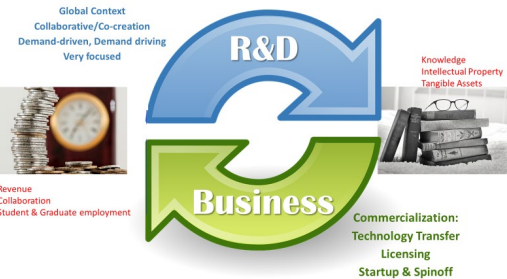 Global Context
Collaborative/Co-creation
Demand-driven, Demand driving
Very focused
R&D
Knowledge
Intellectual Property
Tangible Assets
Revenue
Collaboration
Student & Graduate employment
Business
Commercialization:
Technology Transfer
Licensing
Startup & Spinoff